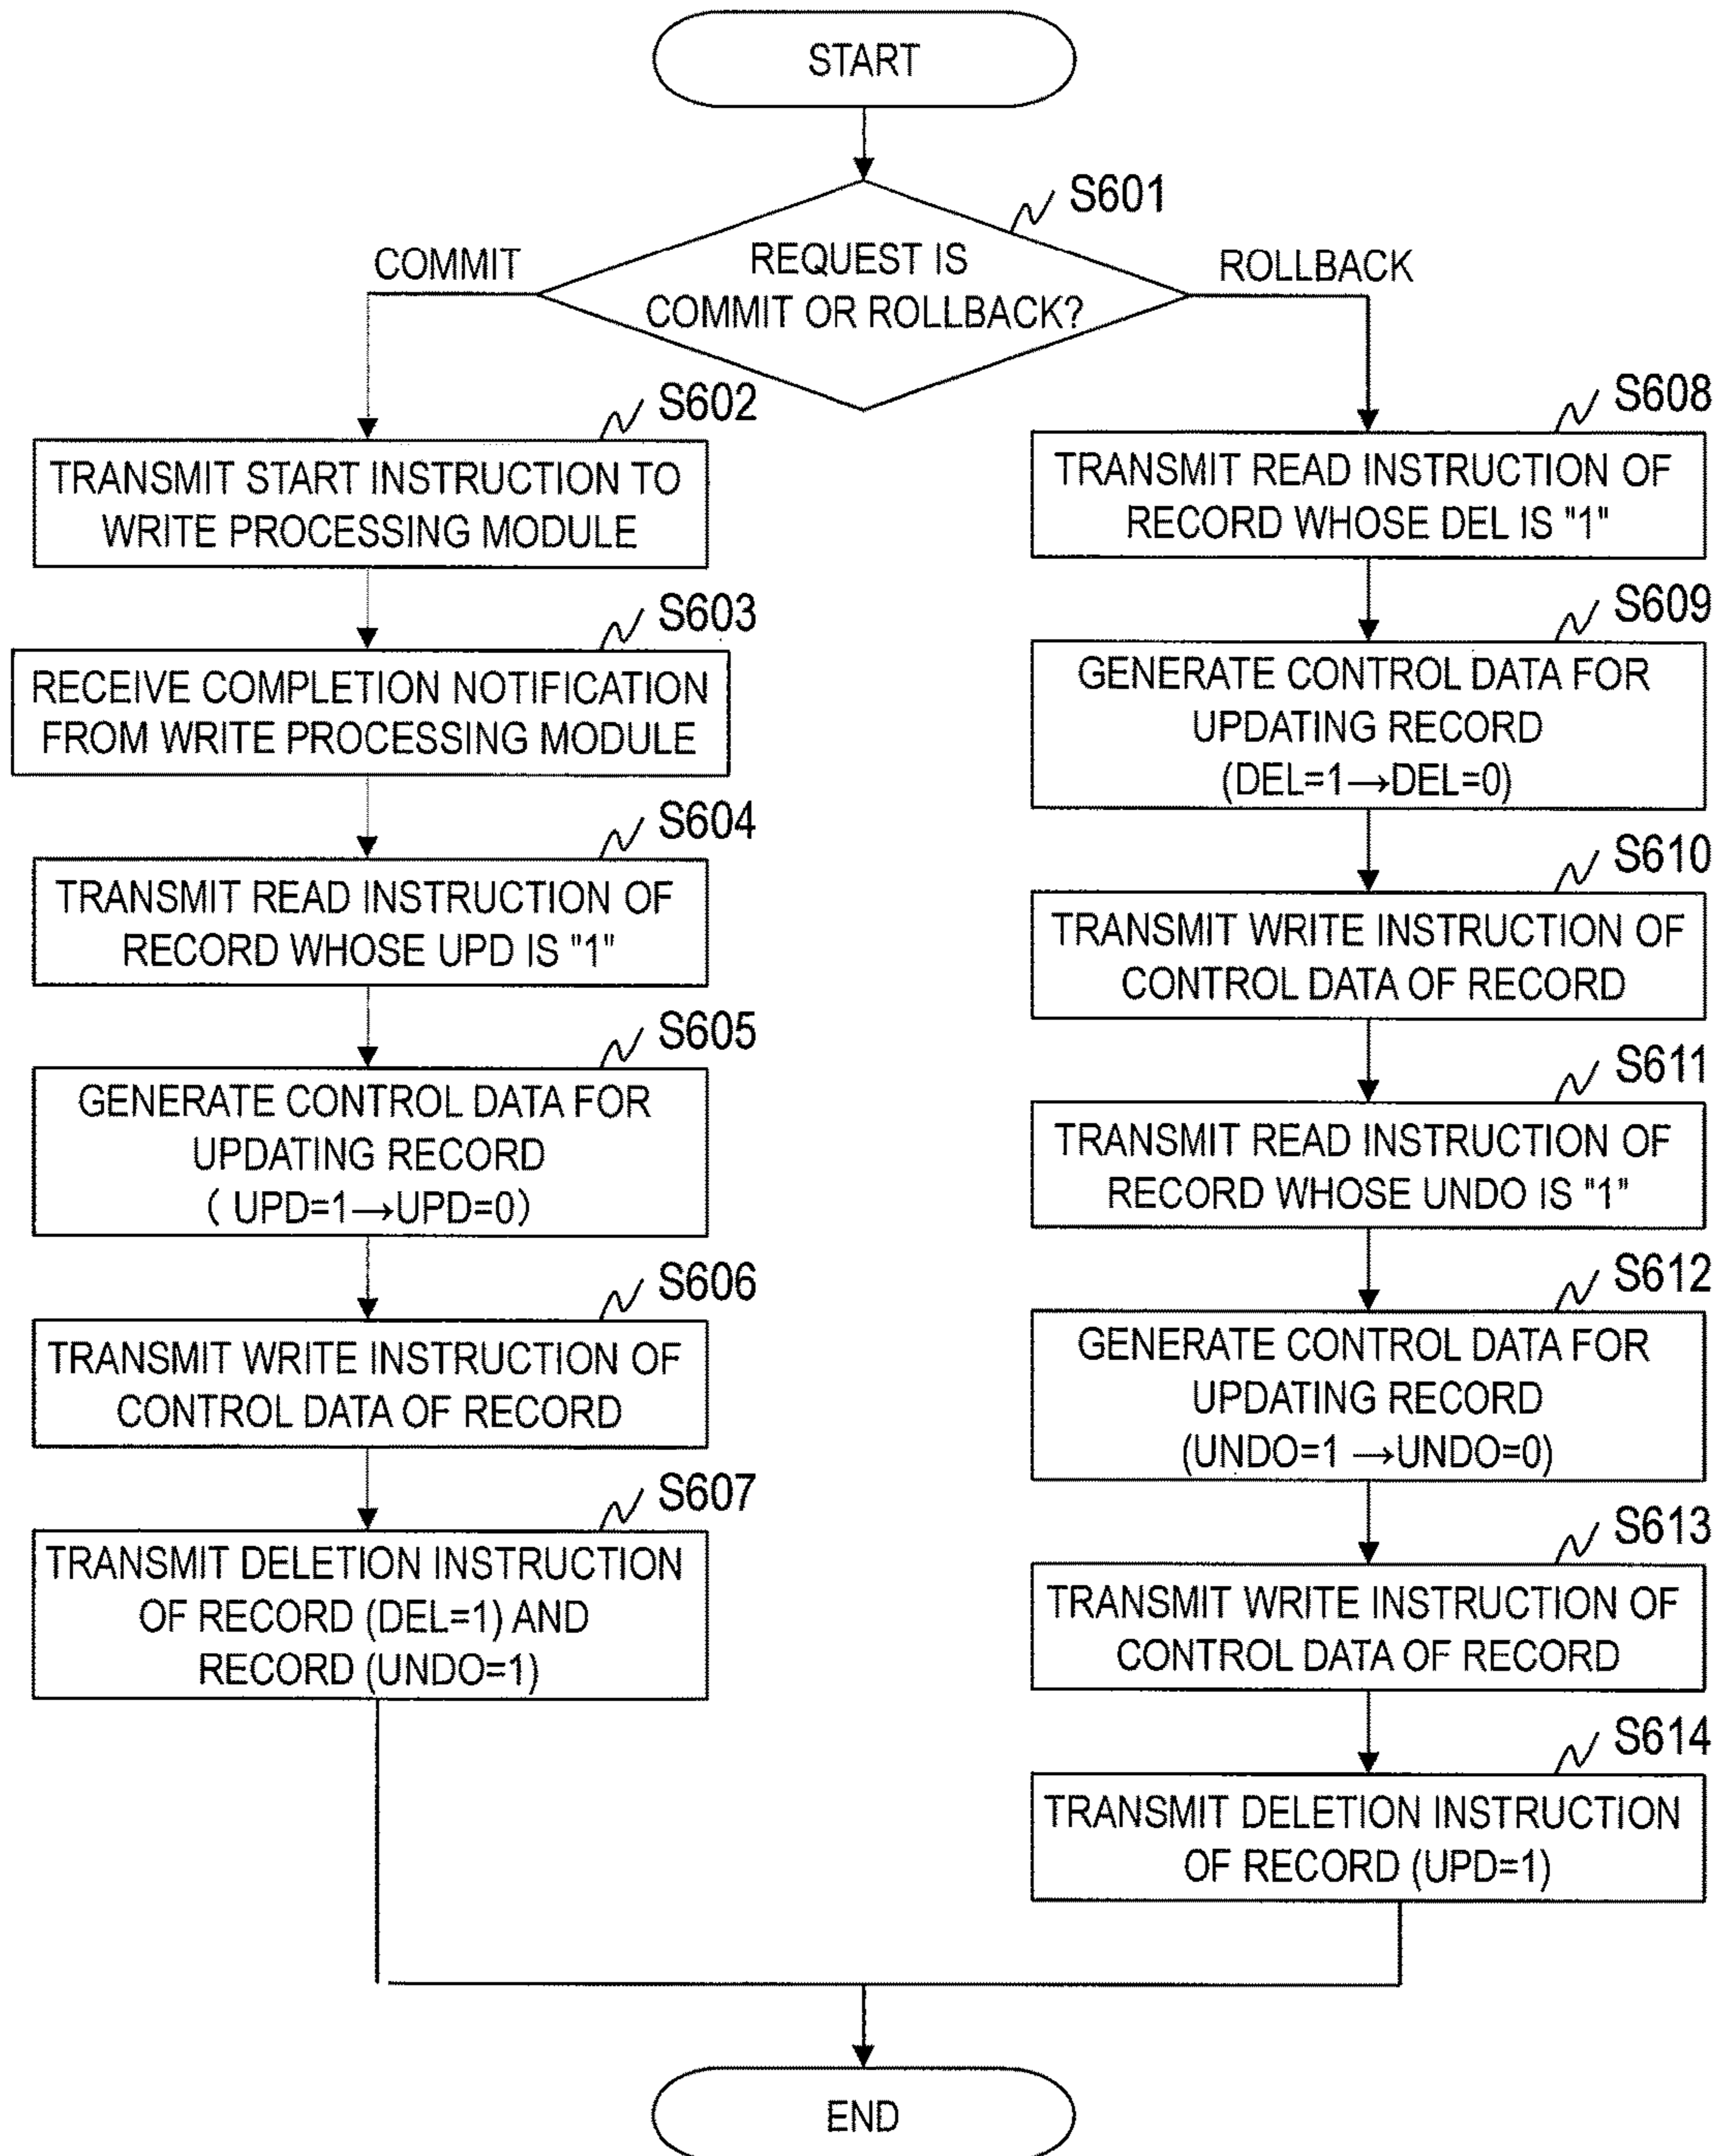 START
S601
REQUEST IS
COMMIT OR ROLLBACK?
COMMIT
ROLLBACK
S602
TRANSMIT START INSTRUCTION TO
WRITE PROCESSING MODULE
S603
RECEIVE COMPLETION NOTIFICATION
FROM WRITE PROCESSING MODULE
S604
TRANSMIT READ INSTRUCTION OF
RECORD WHOSE UPD IS "1"
S605
GENERATE CONTROL DATA FOR
UPDATING RECORD
( UPD=1→UPD=0)
S606
TRANSMIT WRITE INSTRUCTION OF
CONTROL DATA OF RECORD
S607
TRANSMIT DELETION INSTRUCTION
OF RECORD (DEL=1) AND
RECORD (UNDO=1)
S608
TRANSMIT READ INSTRUCTION OF
RECORD WHOSE DEL IS "1"
S609
GENERATE CONTROL DATA FOR
UPDATING RECORD
(DEL=1→DEL=0)
S610
TRANSMIT WRITE INSTRUCTION OF
CONTROL DATA OF RECORD
S611
TRANSMIT READ INSTRUCTION OF
RECORD WHOSE UNDO IS "1"
S612
GENERATE CONTROL DATA FOR
UPDATING RECORD
(UNDO=1 →UNDO=0)
S613
TRANSMIT WRITE INSTRUCTION OF
CONTROL DATA OF RECORD
S614
TRANSMIT DELETION INSTRUCTION
OF RECORD (UPD=1)
END